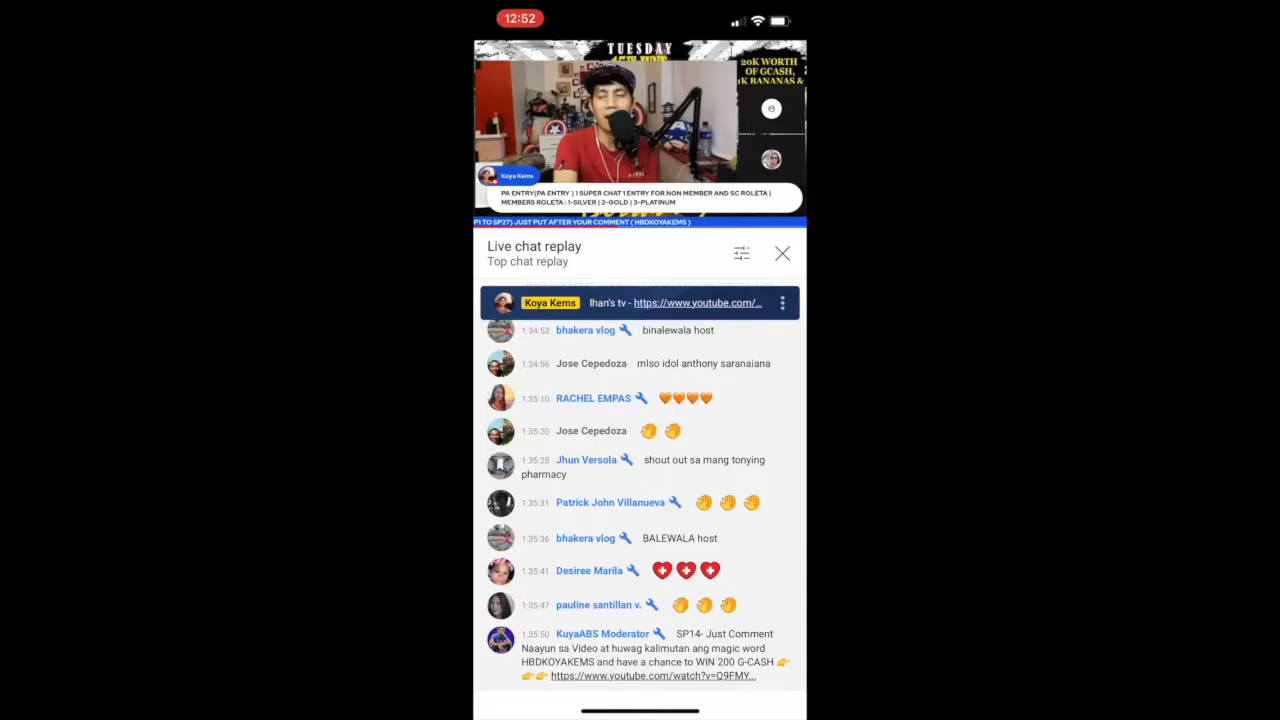 12:52
TUESDAY
15TH JUNE
20K WORTH
OF GCASH,
1K BANANAS &
Koya Kems
PA ENTRY(PA ENTRY ) 1 SUPER CHAT 1 ENTRY FOR NON MEMBER AND SC ROLETA |
MEMBERS ROLETA : 1-SILVER | 2-GOLD | 3-PLATINUM
P1 TO SP27) JUST PUT AFTER YOUR COMMENT ( HBDKOYAKEMS )
Live chat replay
Top chat replay
Koya Kems Ihan's tv - https://www.youtube.com/...
1:34:53 bhakera vlog binalewala host
1:34:56 Jose Cepedoza mlso idol anthony saranaiana
1:35:10 RACHEL EMPAS 🧡🧡🧡🧡
1:35:20 Jose Cepedoza 👏 👏
1:35:28 Jhun Versola shout out sa mang tonying
pharmacy
1:35:31 Patrick John Villanueva 👏 👏 👏
1:35:36 bhakera vlog BALEWALA host
1:35:41 Desiree Marila
1:35:47 pauline santillan v. 👏 👏 👏
1:35:50 KuyaABS Moderator SP14- Just Comment
Naayun sa Video at huwag kalimutan ang magic word
HBDKOYAKEMS and have a chance to WIN 200 G-CASH 👉
👉👉 https://www.youtube.com/watch?v=Q9FMY...